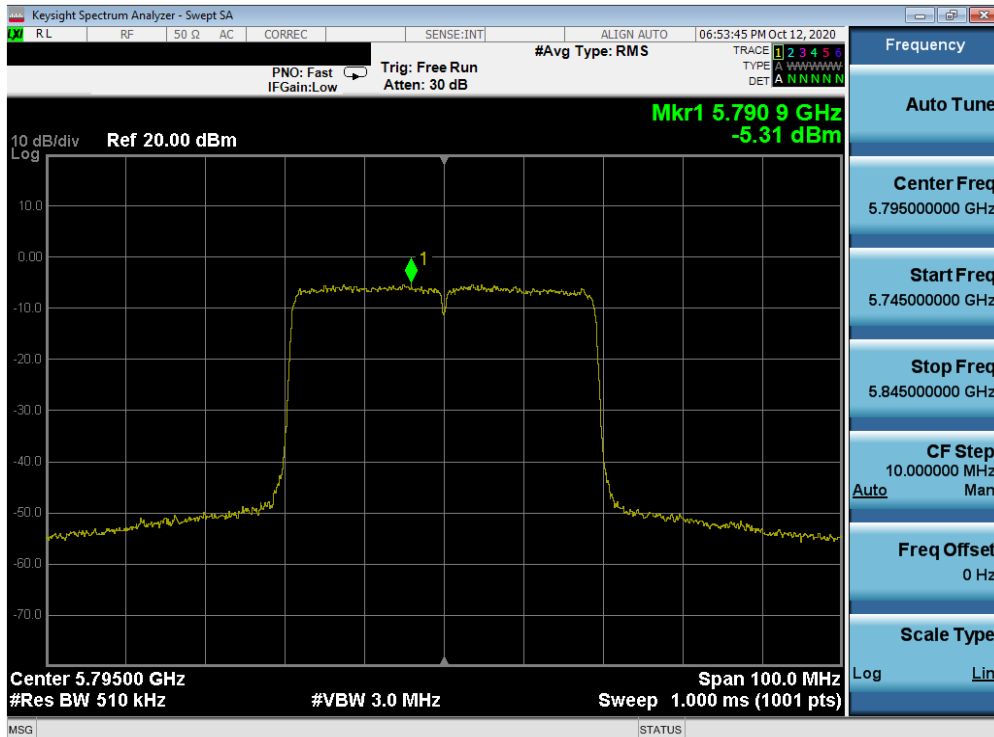 Keysight Spectrum Analyzer - Swept SA
LXI RL RF 50 Ω AC CORREC SENSE:INT ALIGN AUTO 06:53:45 PM Oct 12, 2020
#Avg Type: RMS TRACE 1 2 3 4 5 6
PNO: Fast Trig: Free Run TYPE A WWWWW
IFGain:Low Atten: 30 dB DET A N N N N N
Mkr1 5.790 9 GHz
-5.31 dBm
10 dB/div Ref 20.00 dBm
Log
10.0
0.00
1
-10.0
-20.0
-30.0
-40.0
-50.0
-60.0
-70.0
Center 5.79500 GHz Span 100.0 MHz
#Res BW 510 kHz #VBW 3.0 MHz Sweep 1.000 ms (1001 pts)
MSG STATUS
Frequency
Auto Tune
Center Freq
5.795000000 GHz
Start Freq
5.745000000 GHz
Stop Freq
5.845000000 GHz
CF Step
10.000000 MHz
Auto Man
Freq Offset
0 Hz
Scale Type
Log Lin